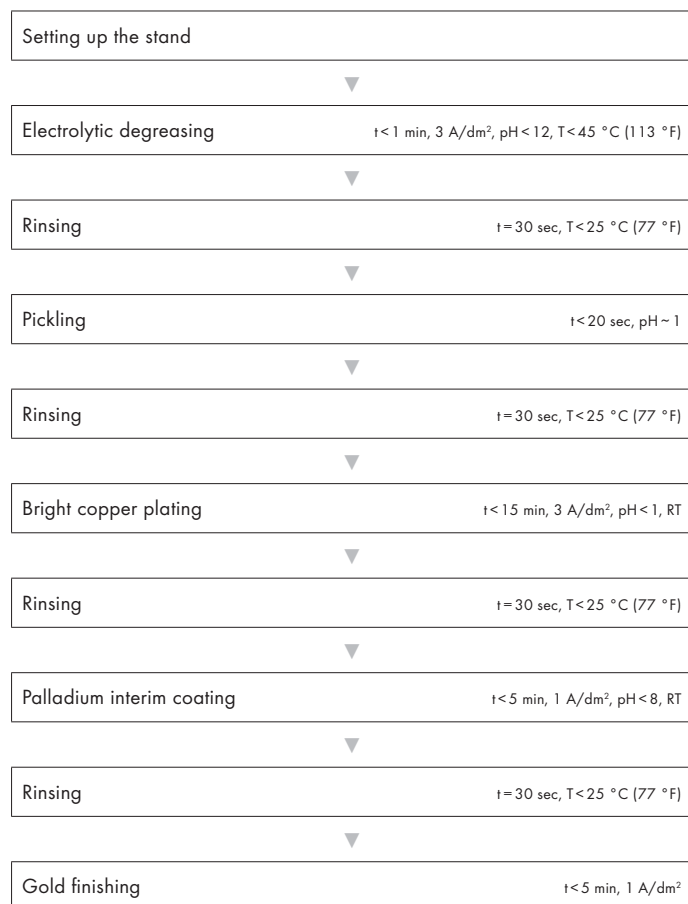 Setting up the stand
Electrolytic degreasing t < 1 min, 3 A/dm², pH < 12, T < 45 °C (113 °F)
Rinsing t = 30 sec, T < 25 °C (77 °F)
Pickling t < 20 sec, pH ~ 1
Rinsing t = 30 sec, T < 25 °C (77 °F)
Bright copper plating t < 15 min, 3 A/dm², pH < 1, RT
Rinsing t = 30 sec, T < 25 °C (77 °F)
Palladium interim coating t < 5 min, 1 A/dm², pH < 8, RT
Rinsing t = 30 sec, T < 25 °C (77 °F)
Gold finishing t < 5 min, 1 A/dm²